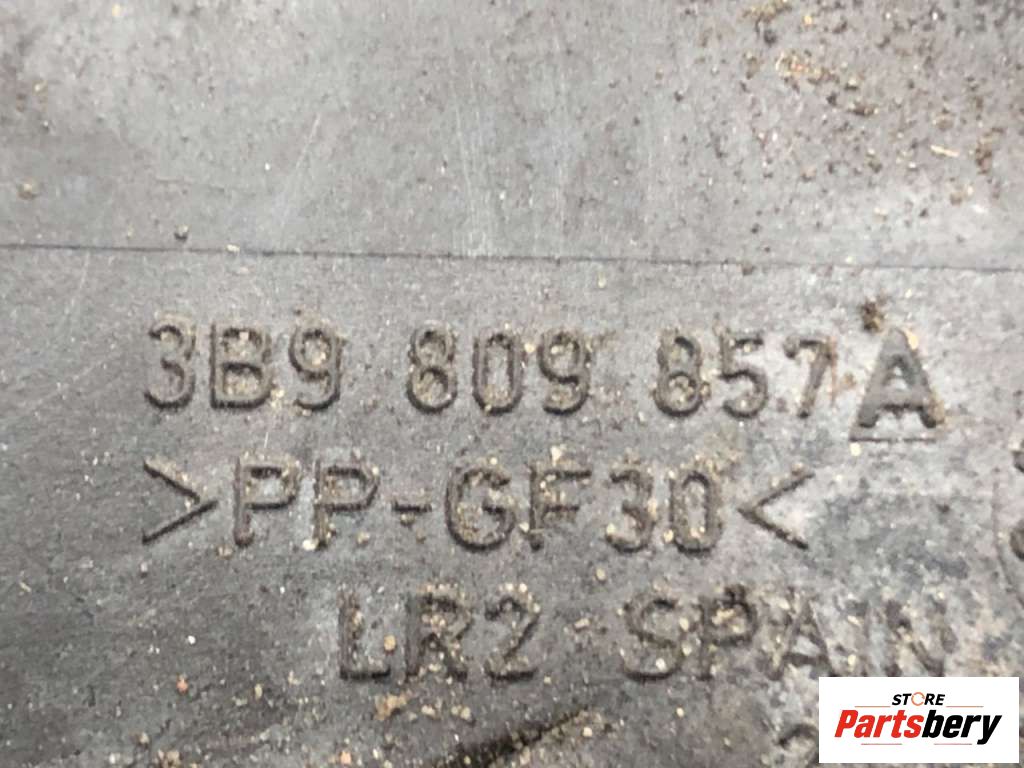 3B9 809 857 A
>PP-GF30<
LR2 SPAIN
STORE
Partsbery